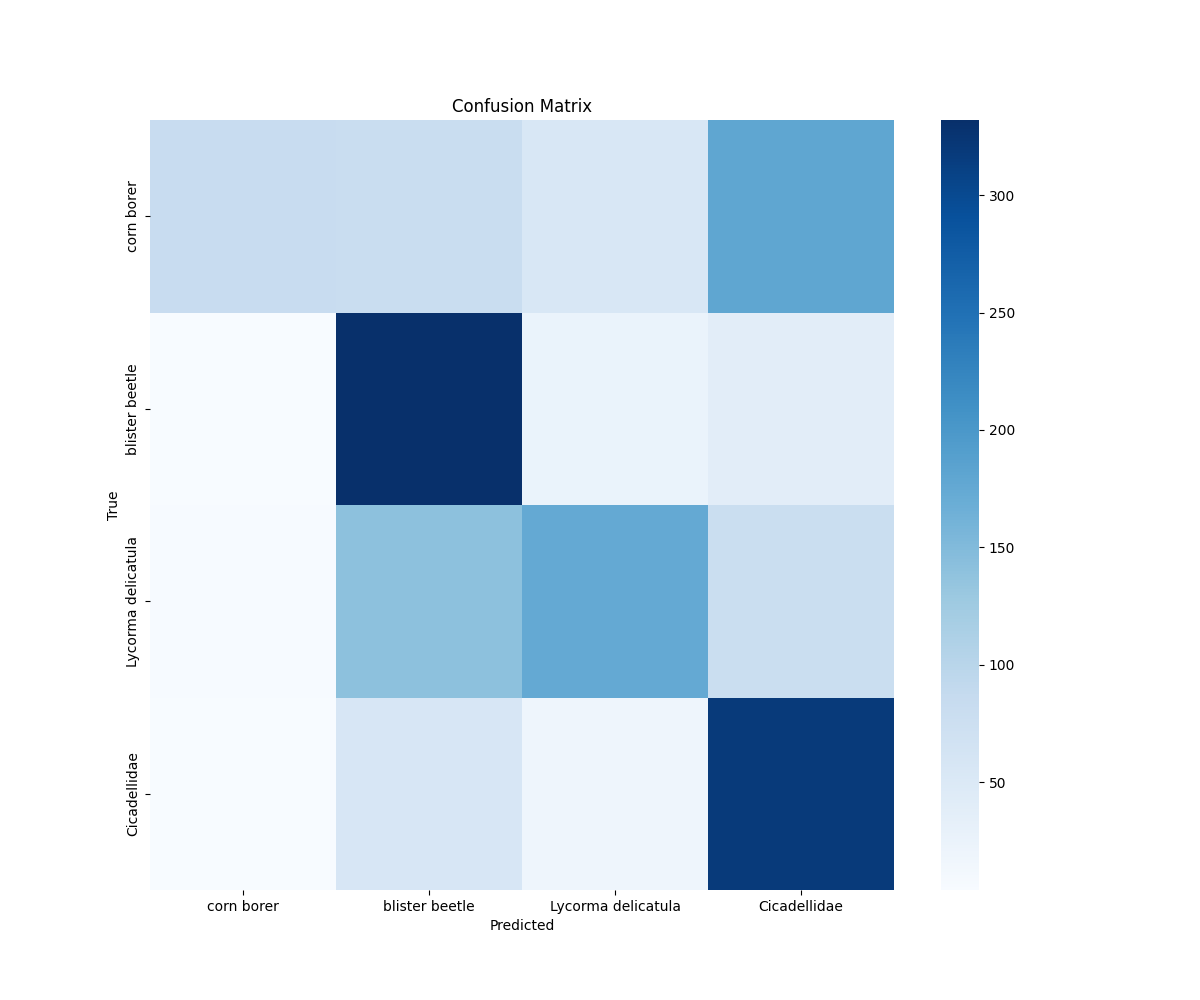 Confusion Matrix
True
corn borer
blister beetle
Lycorma delicatula
Cicadellidae
corn borer
blister beetle
Lycorma delicatula
Cicadellidae
Predicted
300
250
200
150
100
50